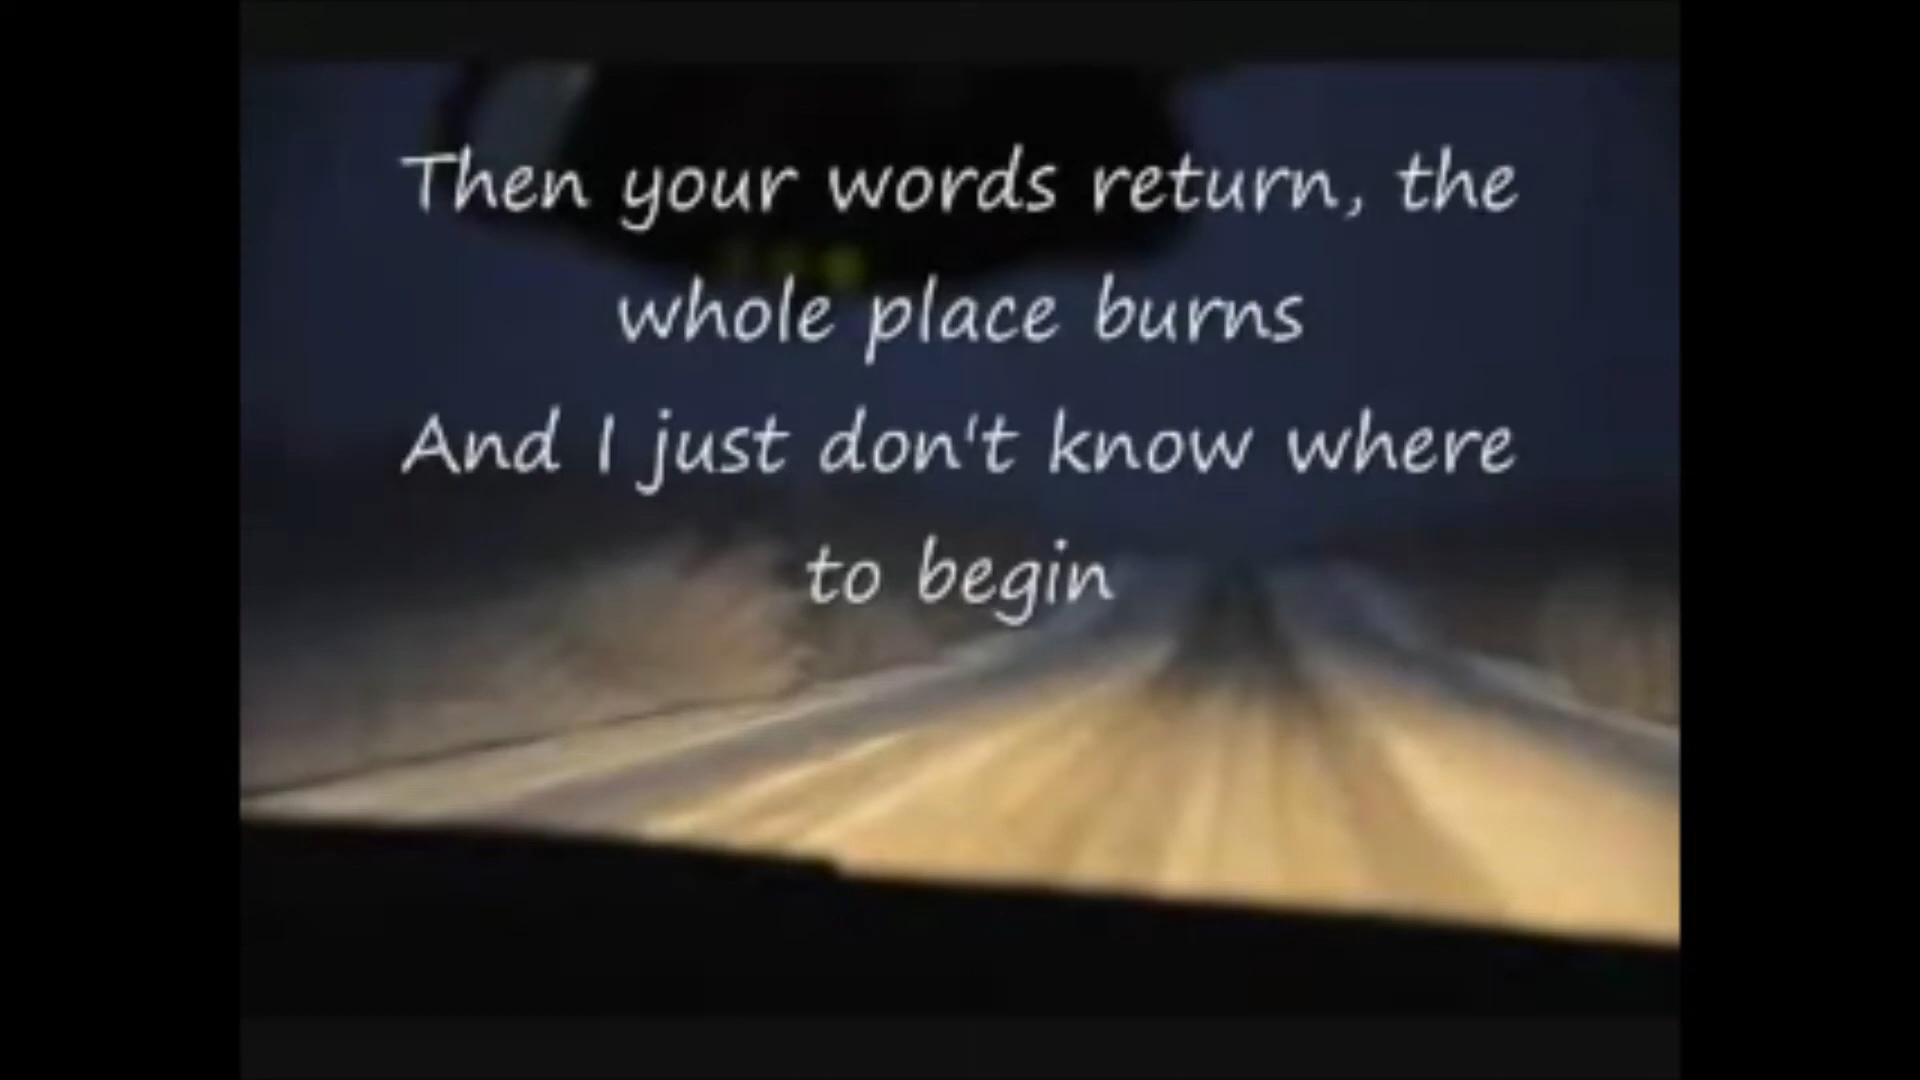 Then your words return, the
whole place burns
And I just don't know where
to begin